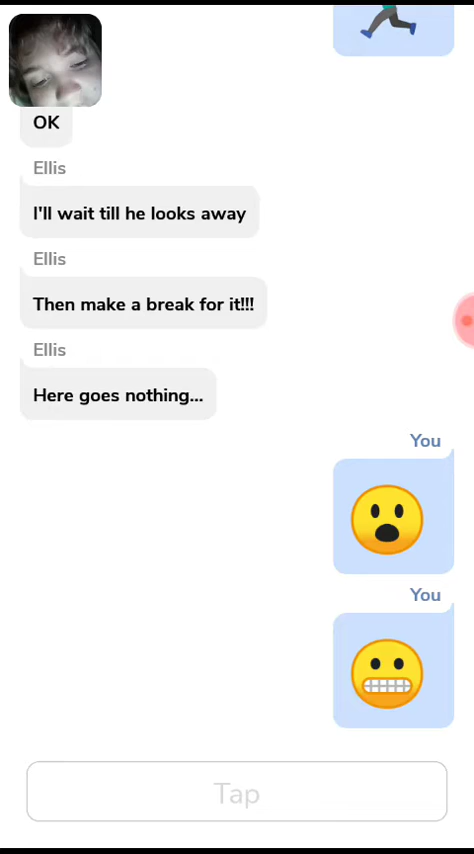 OK
Ellis
I'll wait till he looks away
Ellis
Then make a break for it!!!
Ellis
Here goes nothing...
You
You
Tap